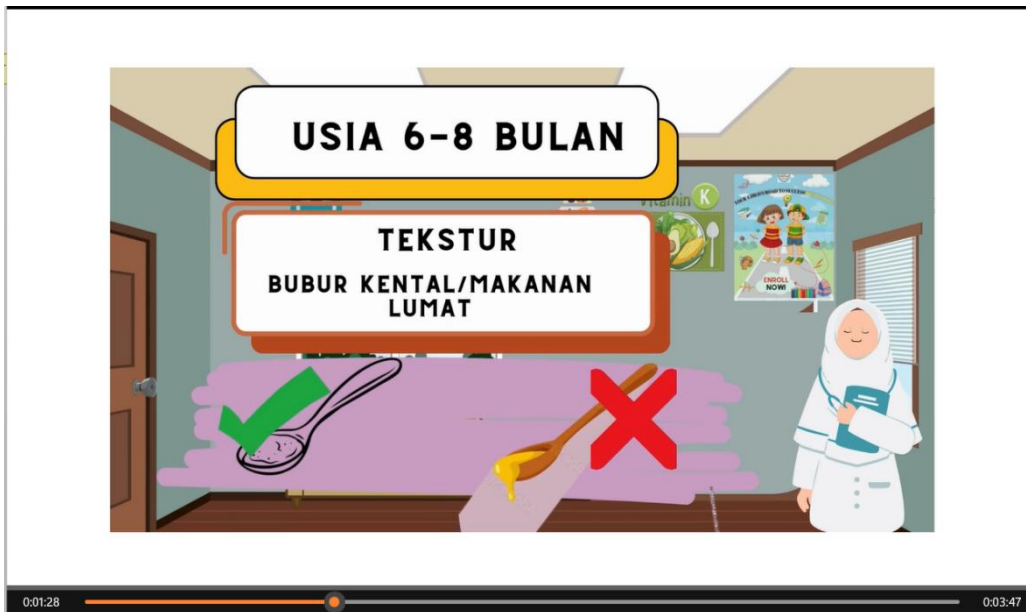 USIA 6-8 BULAN
TEKSTUR
BUBUR KENTAL/MAKANAN
LUMAT
Vitamin K
ENROLL
NOW!
0:01:28
0:03:47